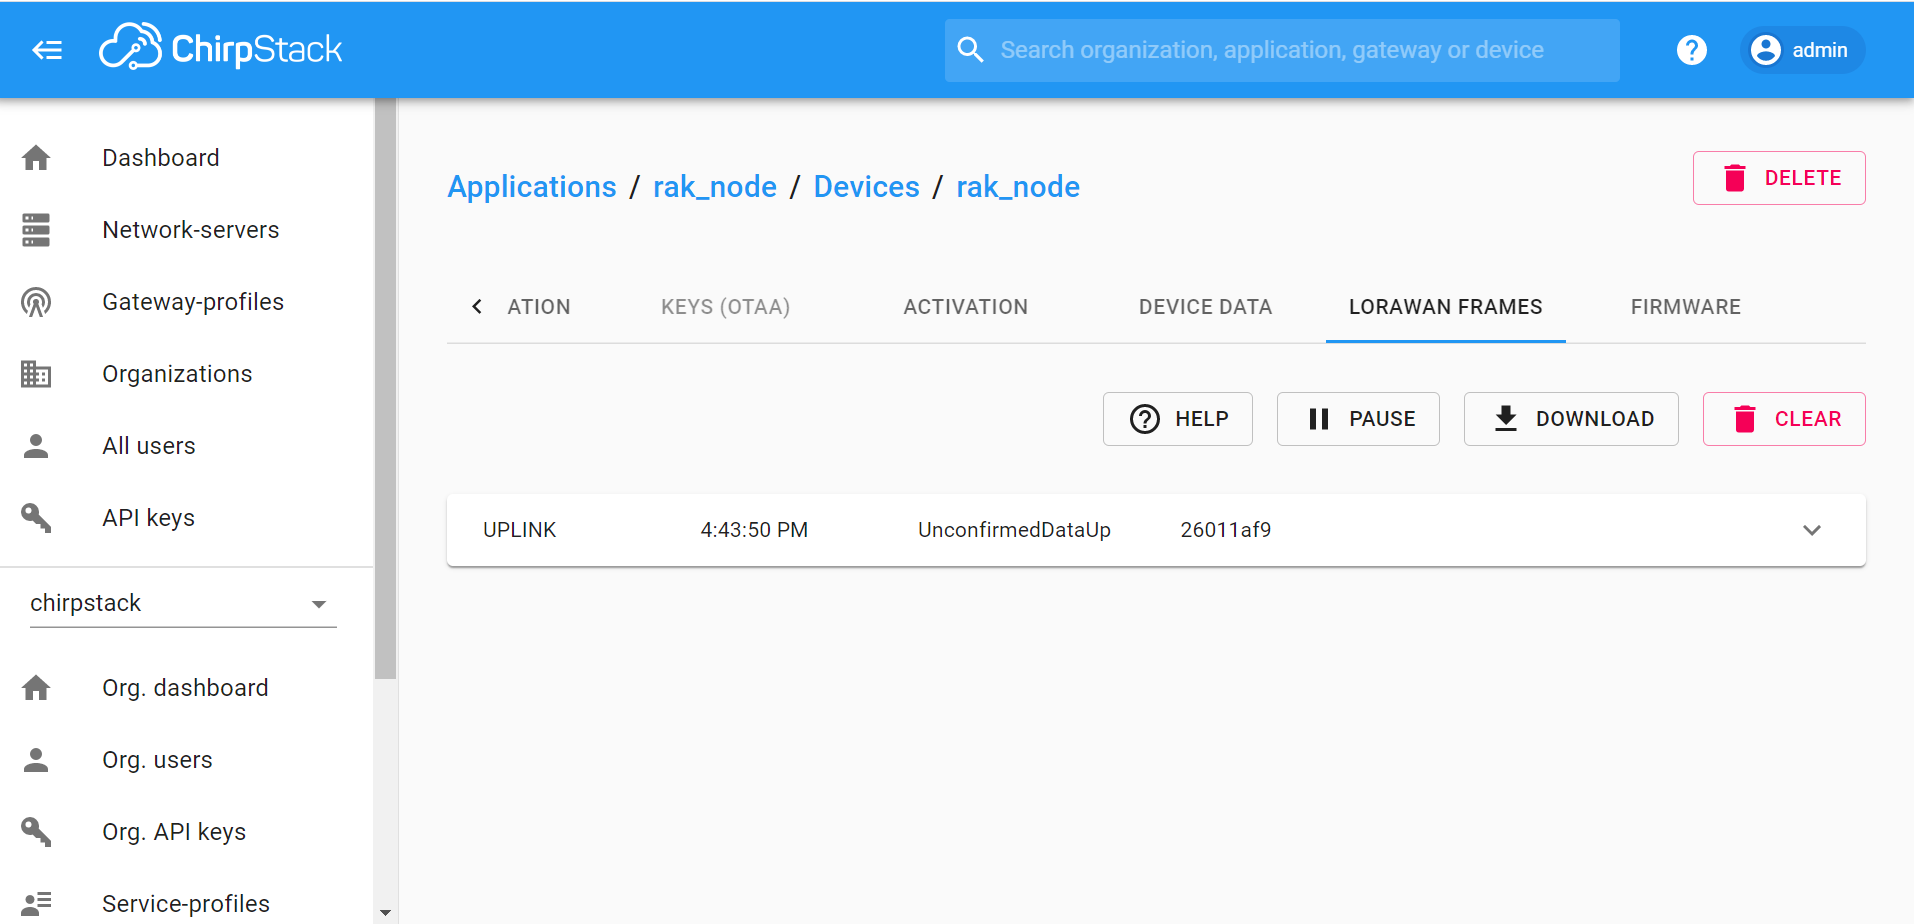 ChirpStack
Search organization, application, gateway or device
?
admin
Dashboard
Network-servers
Gateway-profiles
Organizations
All users
API keys
chirpstack
Org. dashboard
Org. users
Org. API keys
Service-profiles
Applications / rak_node / Devices / rak_node
DELETE
ATION KEYS (OTAA) ACTIVATION DEVICE DATA LORAWAN FRAMES FIRMWARE
? HELP PAUSE DOWNLOAD CLEAR
UPLINK 4:43:50 PM UnconfirmedDataUp 26011af9